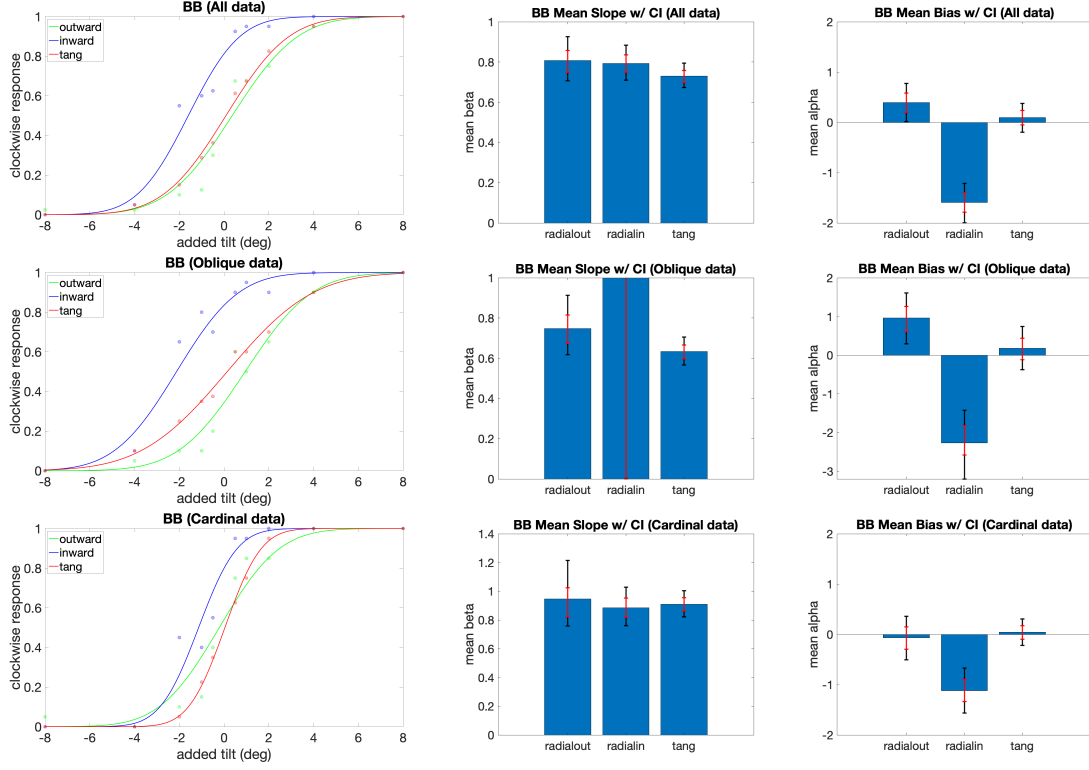 BB (All data)
clockwise response
1
0.8
0.6
0.4
0.2
0
outward
inward
tang
-8 -6 -4 -2 0 2 4 6 8
added tilt (deg)
BB Mean Slope w/ CI (All data)
mean beta
1
0.8
0.6
0.4
0.2
0
radialout radialin tang
BB Mean Bias w/ CI (All data)
mean alpha
2
1
0
-1
-2
radialout radialin tang
BB (Oblique data)
clockwise response
1
0.8
0.6
0.4
0.2
0
outward
inward
tang
-8 -6 -4 -2 0 2 4 6 8
added tilt (deg)
BB Mean Slope w/ CI (Oblique data)
mean beta
1
0.8
0.6
0.4
0.2
0
radialout radialin tang
BB Mean Bias w/ CI (Oblique data)
mean alpha
2
1
0
-1
-2
-3
radialout radialin tang
BB (Cardinal data)
clockwise response
1
0.8
0.6
0.4
0.2
0
outward
inward
tang
-8 -6 -4 -2 0 2 4 6 8
added tilt (deg)
BB Mean Slope w/ CI (Cardinal data)
mean beta
1.4
1.2
1
0.8
0.6
0.4
0.2
0
radialout radialin tang
BB Mean Bias w/ CI (Cardinal data)
mean alpha
2
1
0
-1
-2
radialout radialin tang